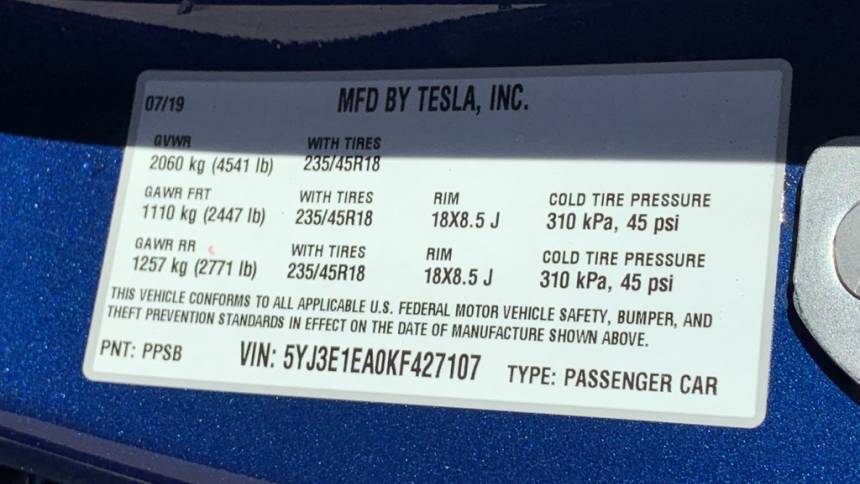 07/19 MFD BY TESLA, INC.
GVWR WITH TIRES
2060 kg (4541 lb) 235/45R18
GAWR FRT WITH TIRES RIM COLD TIRE PRESSURE
1110 kg (2447 lb) 235/45R18 18X8.5 J 310 kPa, 45 psi
GAWR RR WITH TIRES RIM COLD TIRE PRESSURE
1257 kg (2771 lb) 235/45R18 18X8.5 J 310 kPa, 45 psi
THIS VEHICLE CONFORMS TO ALL APPLICABLE U.S. FEDERAL MOTOR VEHICLE SAFETY, BUMPER, AND
THEFT PREVENTION STANDARDS IN EFFECT ON THE DATE OF MANUFACTURE SHOWN ABOVE.
PNT: PPSB VIN: 5YJ3E1EA0KF427107 TYPE: PASSENGER CAR